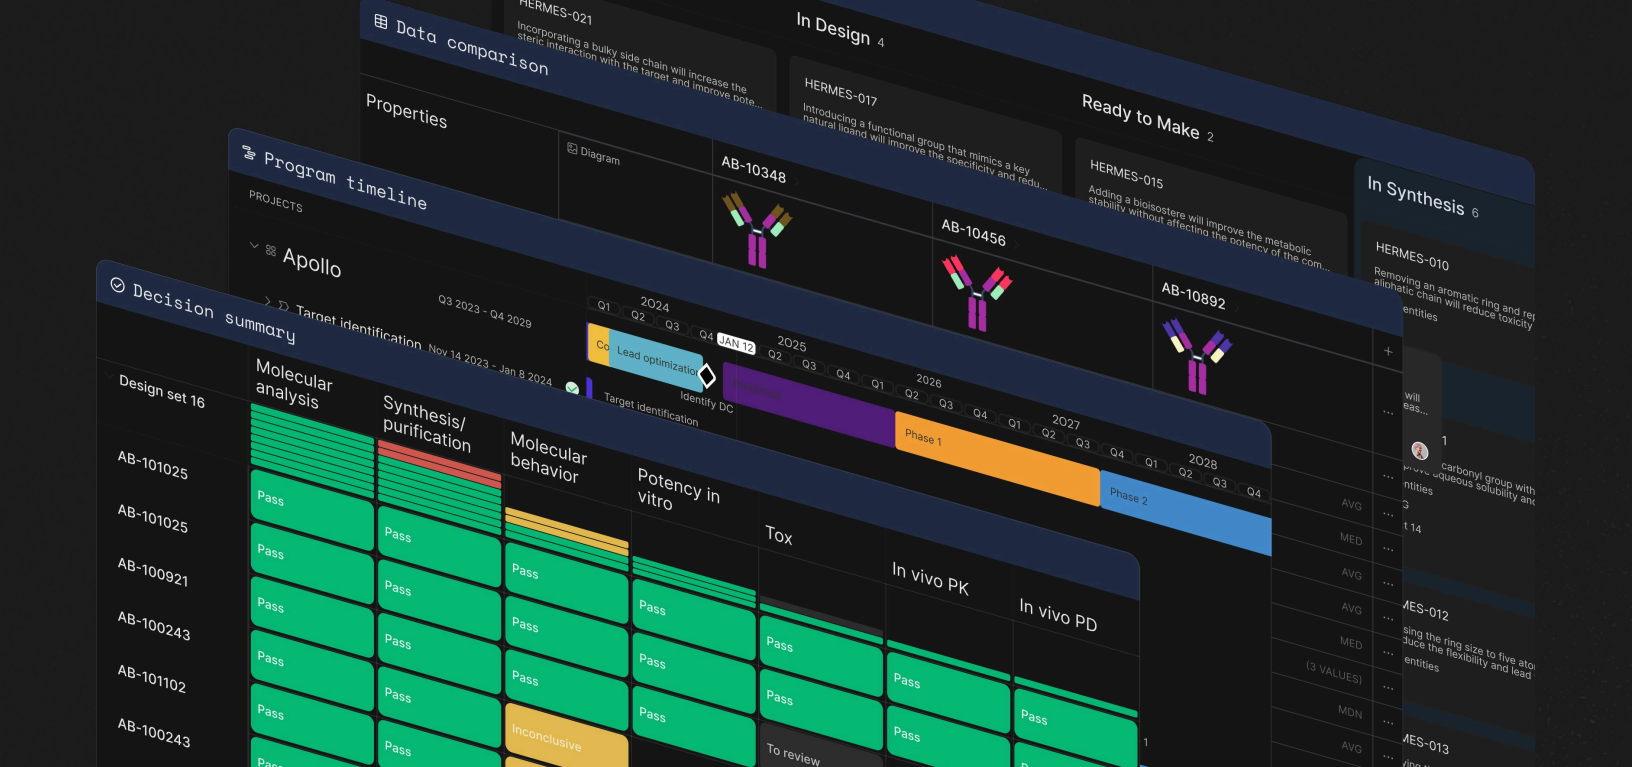 HERMES-021
Incorporating a bulky side chain will increase the
steric interaction with the target and improve pote...
In Design 4
HERMES-017
Introducing a functional group that mimics a key
natural ligand will improve the specificity and redu...
Ready to Make 2
HERMES-015
Adding a bioisostere will improve the metabolic
stability without affecting the potency of the com...
In Synthesis 6
HERMES-010
Removing an aromatic ring and rep
aliphatic chain will reduce toxicity
entities
will
eas...
1
carbonyl group with
aqueous solubility and
ntities
t 14
MES-012
sing the ring size to five ato
duce the flexibility and lead
entities
MES-013
Data comparison
Properties
Diagram
AB-10348
AB-10456
AB-10892
+
AVG
MED
AVG
AVG
MED
(3 VALUES)
MDN
AVG
Program timeline
PROJECTS
Apollo
Q3 2023 - Q4 2029
Target identification
Nov 14 2023 - Jan 8 2024
2024
2025
2026
2027
2028
Q1 Q2 Q3 Q4 JAN 12 Q2 Q3 Q4 Q1 Q2 Q3 Q4 Q1 Q2 Q3 Q4 Q1 Q2 Q3 Q4
Co
Lead optimizatio
Identify DC
Target identification
Phase 1
Phase 2
1
Decision summary
Design set 16
Molecular
analysis
Synthesis/
purification
Molecular
behavior
Potency in
vitro
Tox
In vivo PK
In vivo PD
AB-101025
Pass Pass Pass Pass Pass Pass Pass
AB-101025
Pass Pass Pass Pass Pass Pass
AB-100921
Pass Pass Pass Pass To review
AB-100243
Pass Pass Inconclusive
AB-101102
Pass Pass
AB-100243
Pass